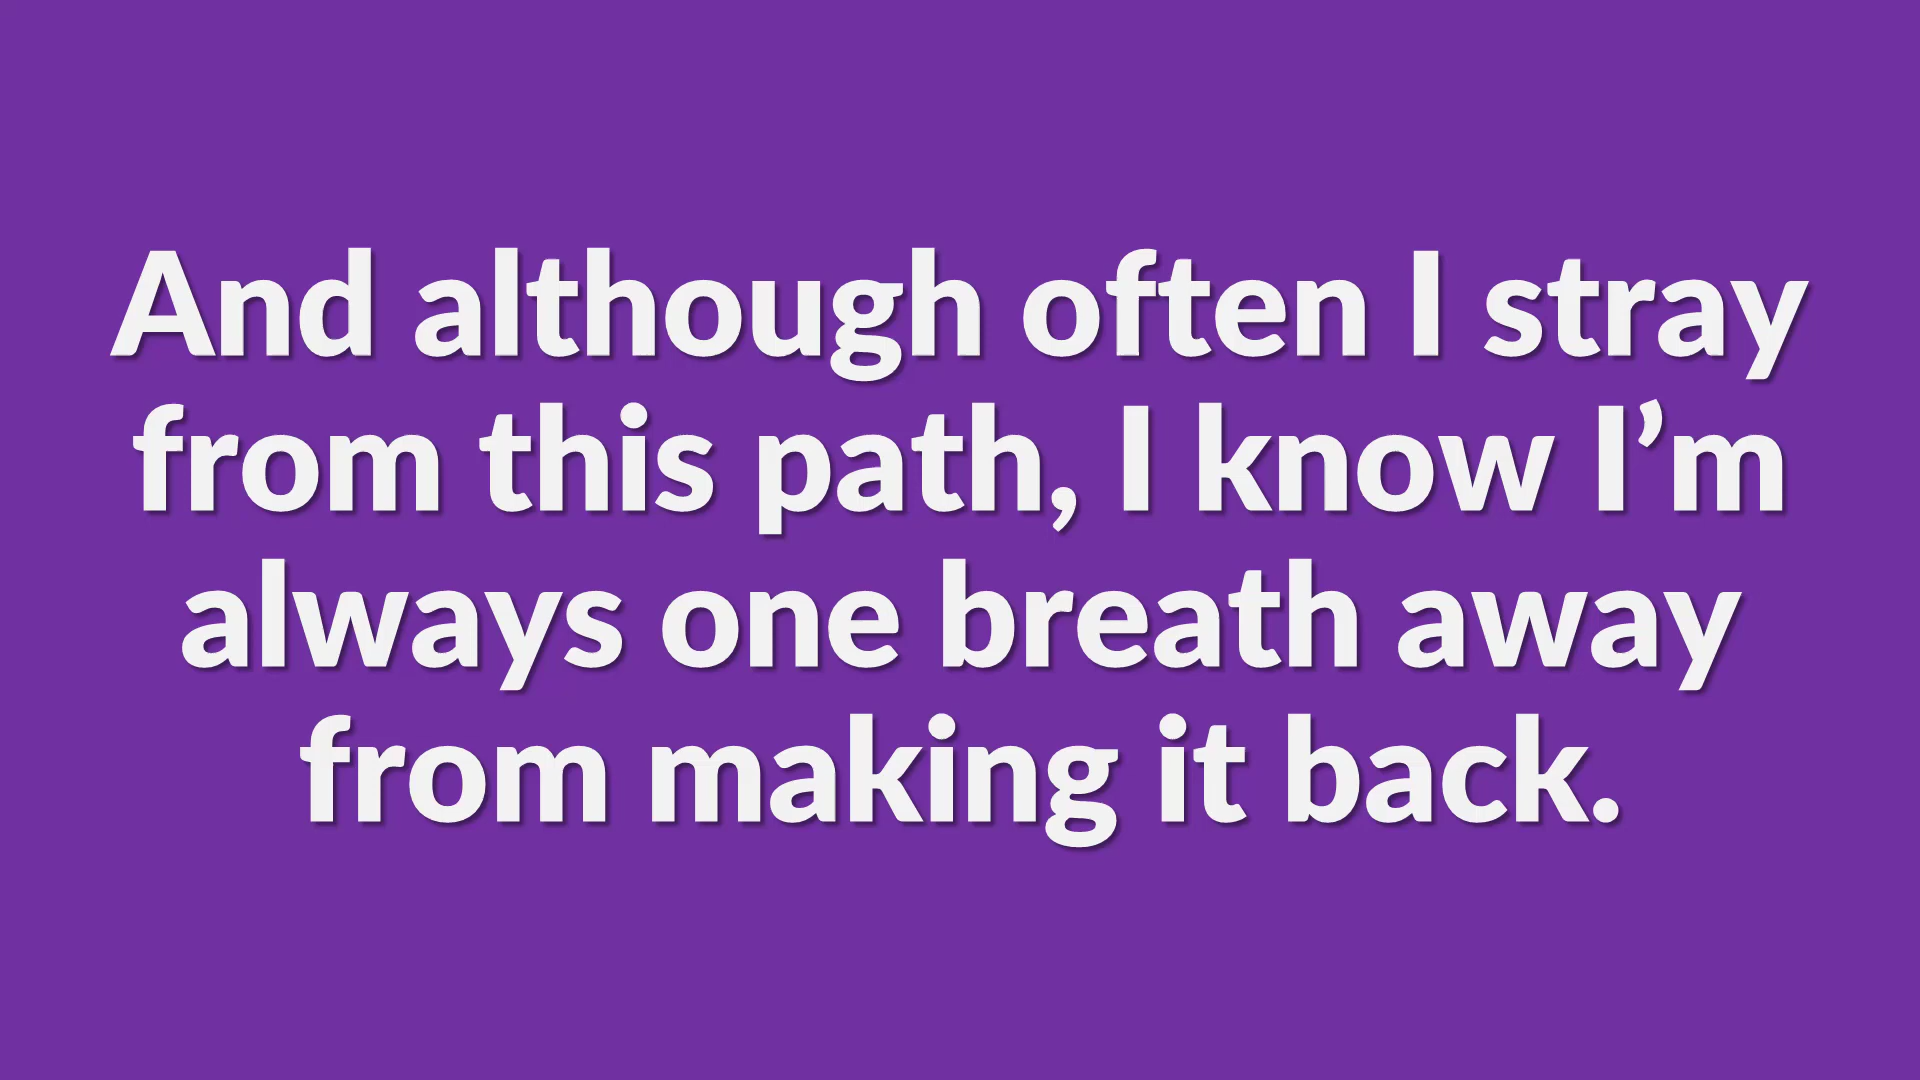 And although often I stray
from this path, I know I’m
always one breath away
from making it back.